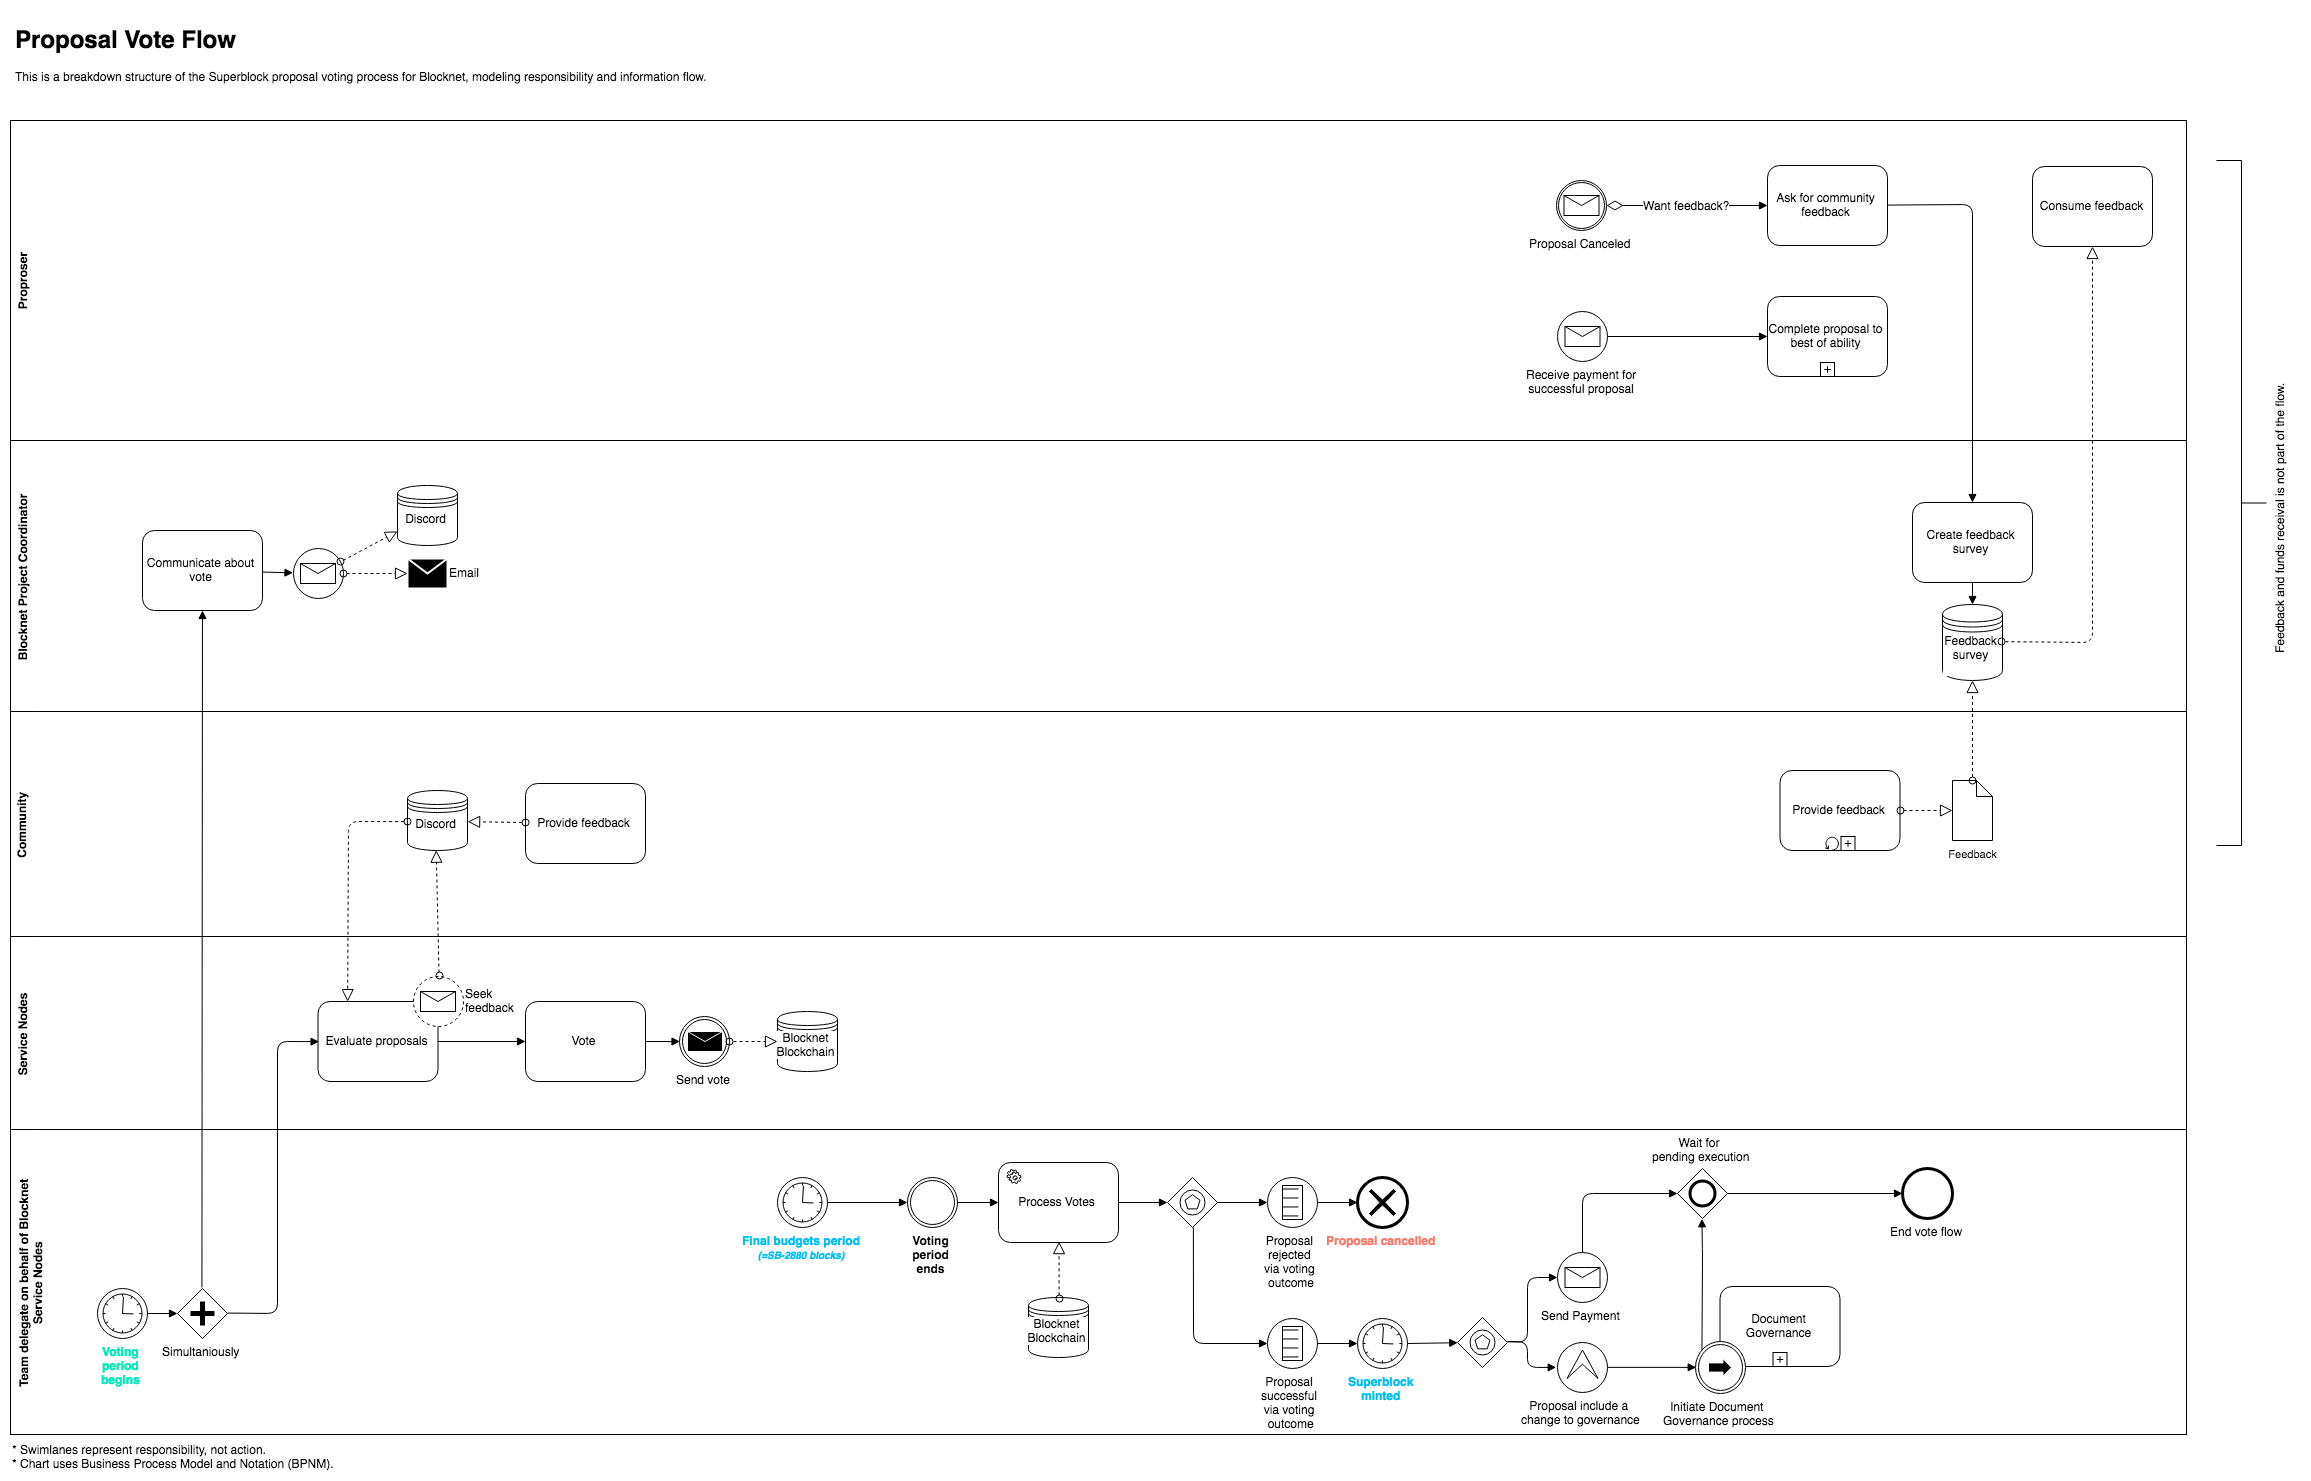 Proposal Vote Flow
This is a breakdown structure of the Superblock proposal voting process for Blocknet, modeling responsibility and information flow.
Proproser
Proposal Canceled
Want feedback?
Ask for community
feedback
Consume feedback
Receive payment for
successful proposal
Complete proposal to
best of ability
Feedback and funds receival is not part of the flow.
Blocknet Project Coordinator
Communicate about
vote
Discord
Email
Create feedback
survey
Feedback
survey
Community
Discord
Provide feedback
Provide feedback
Feedback
Service Nodes
Evaluate proposals
Seek
feedback
Vote
Send vote
Blocknet
Blockchain
Team delegate on behalf of Blocknet
Service Nodes
Voting
period
begins
Simultaniously
Final budgets period
(=SB-2880 blocks)
Voting
period
ends
Process Votes
Blocknet
Blockchain
Proposal
rejected
via voting
outcome
Proposal cancelled
Proposal
successful
via voting
outcome
Superblock
minted
Send Payment
Proposal include a
change to governance
Wait for
pending execution
Document
Governance
Initiate Document
Governance process
End vote flow
* Swimlanes represent responsibility, not action.
* Chart uses Business Process Model and Notation (BPNM).